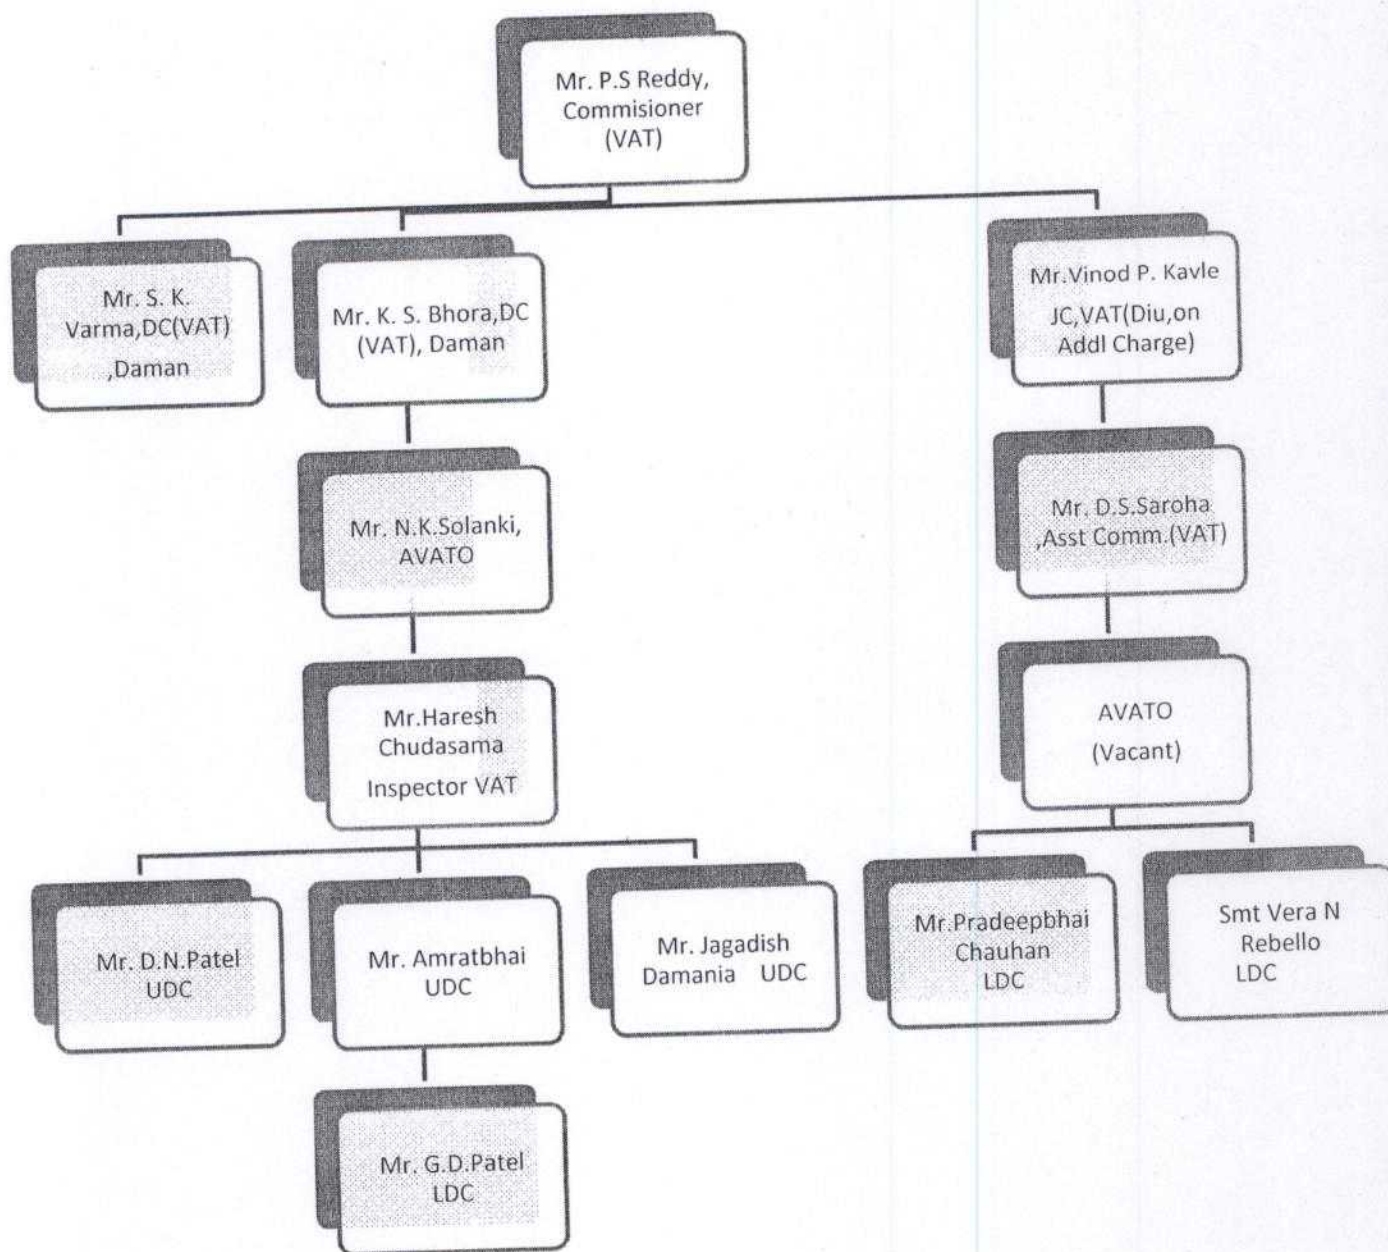 Mr. P.S Reddy,
Commisioner
(VAT)
Mr. S. K.
Varma,DC(VAT)
,Daman
Mr. K. S. Bhora,DC
(VAT), Daman
Mr.Vinod P. Kavle
JC,VAT(Diu,on
Addl Charge)
Mr. N.K.Solanki,
AVATO
Mr. D.S.Saroha
,Asst Comm.(VAT)
Mr.Haresh
Chudasama
Inspector VAT
AVATO
(Vacant)
Mr. D.N.Patel
UDC
Mr. Amratbhai
UDC
Mr. Jagadish
Damania UDC
Mr.Pradeepbhai
Chauhan
LDC
Smt Vera N
Rebello
LDC
Mr. G.D.Patel
LDC